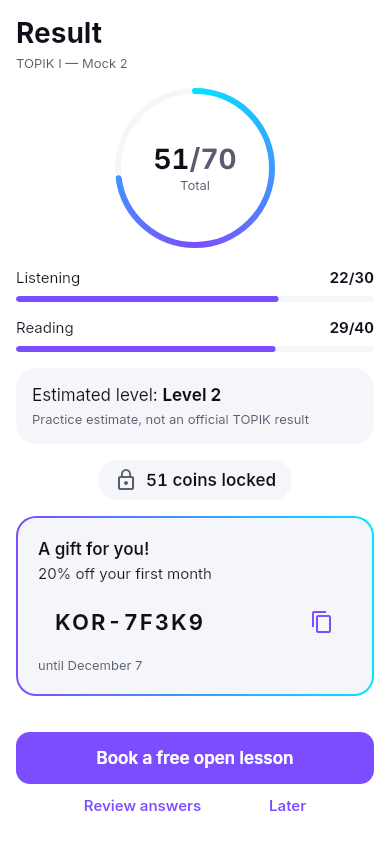 Result
TOPIK I — Mock 2
51/70
Total
Listening 22/30
Reading 29/40
Estimated level: Level 2
Practice estimate, not an official TOPIK result
51 coins locked
A gift for you!
20% off your first month
KOR-7F3K9
until December 7
Book a free open lesson
Review answers Later